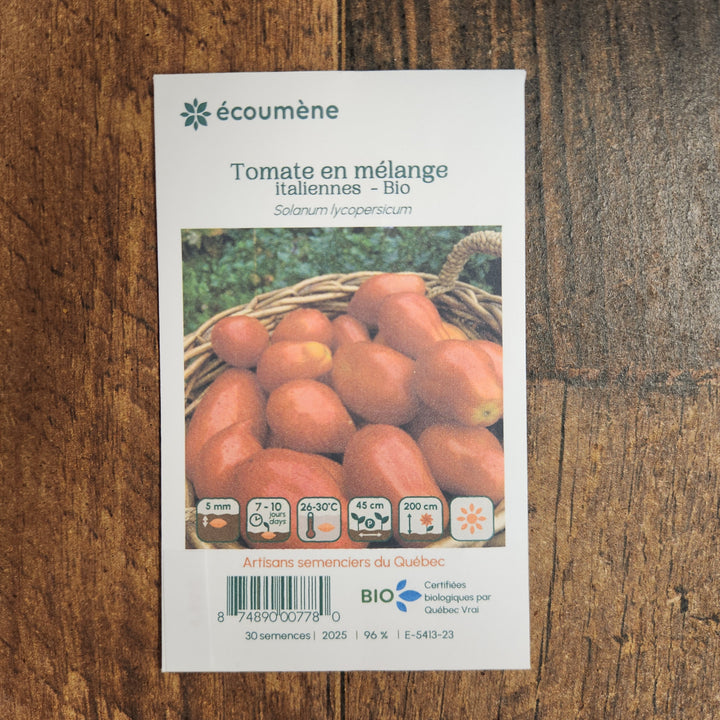 écoumène
Tomate en mélange
italiennes - Bio
Solanum lycopersicum
5 mm
7 - 10
jours
days
26-30°C
45 cm
P
200 cm
Artisans semenciers du Québec
8 74890 00778 0
BIO
Certifiées
biologiques par
Québec Vrai
30 semences | 2025 | 96 % | E-5413-23